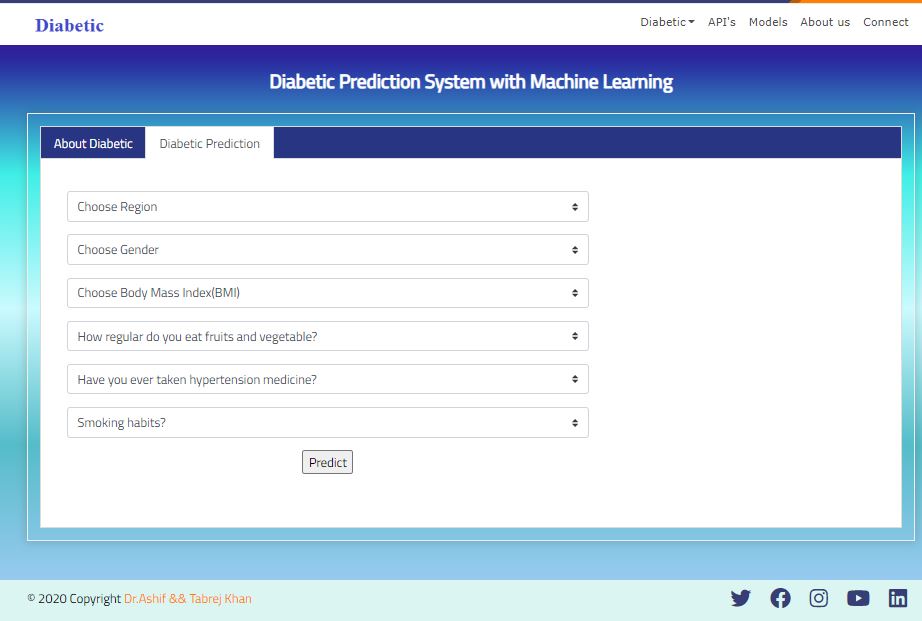 Diabetic
Diabetic API's Models About us Connect
Diabetic Prediction System with Machine Learning
About Diabetic Diabetic Prediction
Choose Region
Choose Gender
Choose Body Mass Index(BMI)
How regular do you eat fruits and vegetable?
Have you ever taken hypertension medicine?
Smoking habits?
Predict
© 2020 Copyright Dr.Ashif && Tabrej Khan